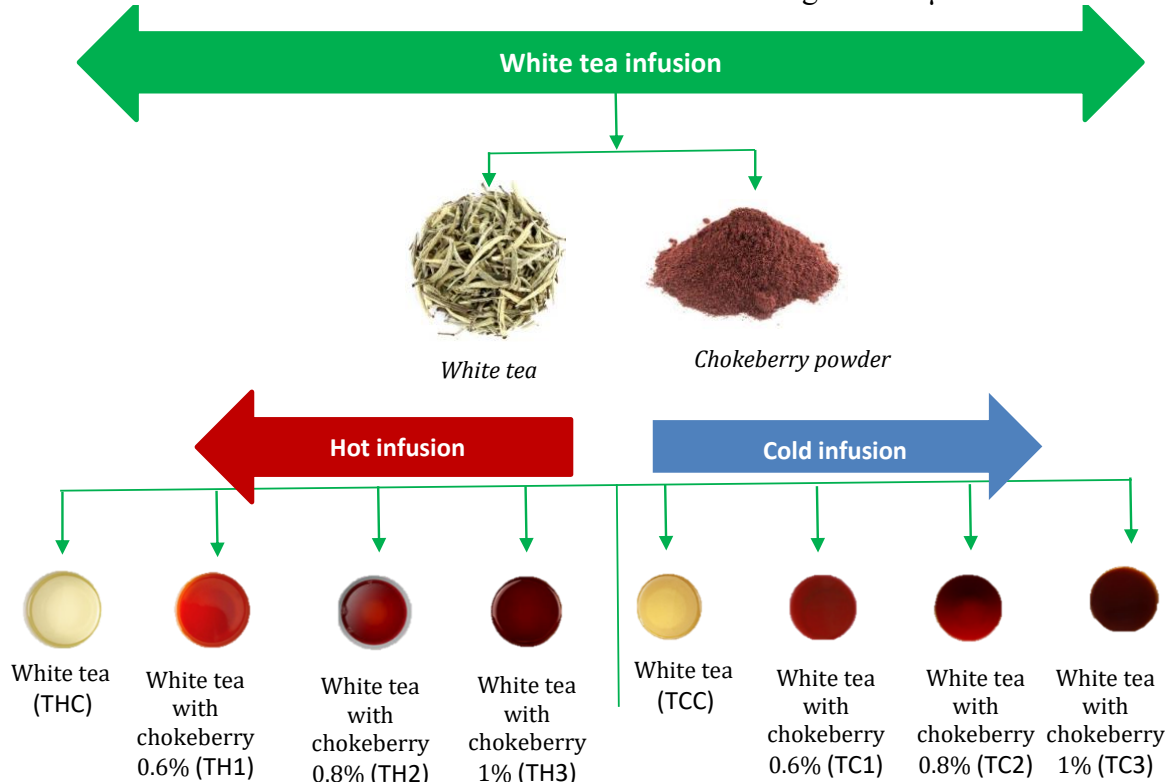 White tea infusion
White tea
Chokeberry powder
Hot infusion
Cold infusion
White tea
(THC)
White tea
with
chokeberry
0.6% (TH1)
White tea
with
chokeberry
0.8% (TH2)
White tea
with
chokeberry
1% (TH3)
White tea
(TCC)
White tea
with
chokeberry
0.6% (TC1)
White tea
with
chokeberry
0.8% (TC2)
White tea
with
chokeberry
1% (TC3)